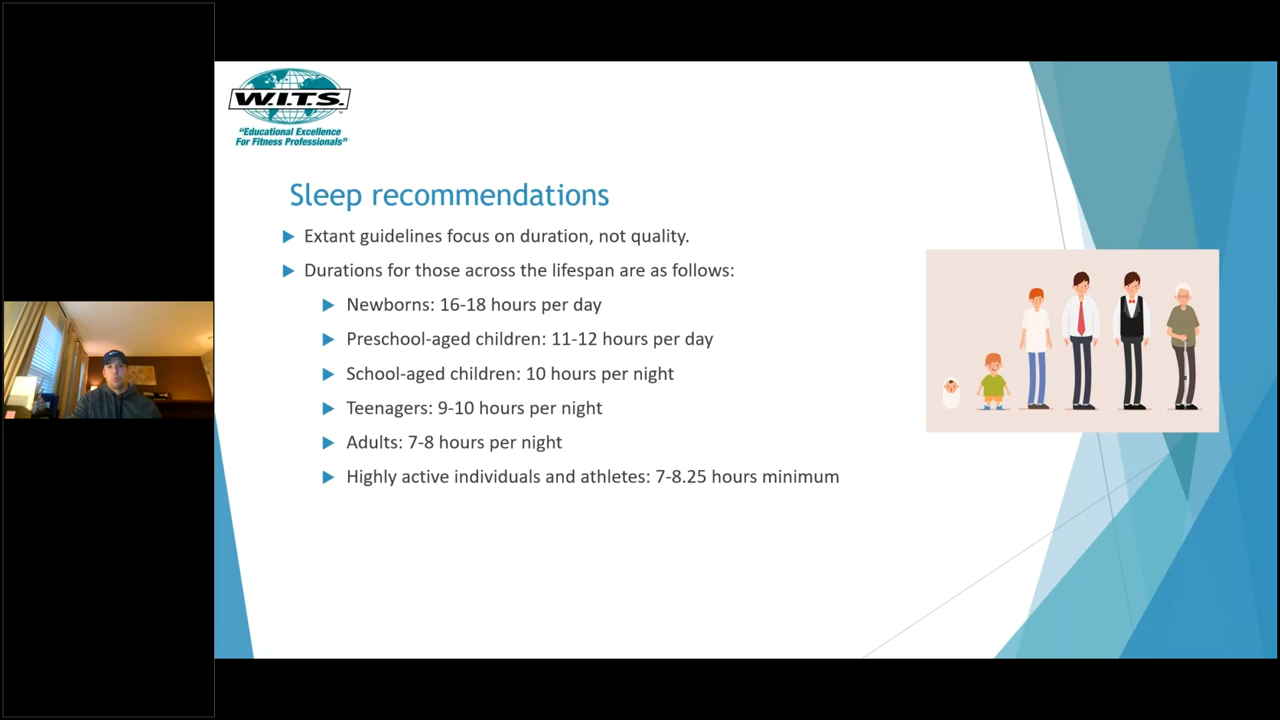 W.I.T.S.
"Educational Excellence
For Fitness Professionals"
Sleep recommendations
Extant guidelines focus on duration, not quality.
Durations for those across the lifespan are as follows:
Newborns: 16-18 hours per day
Preschool-aged children: 11-12 hours per day
School-aged children: 10 hours per night
Teenagers: 9-10 hours per night
Adults: 7-8 hours per night
Highly active individuals and athletes: 7-8.25 hours minimum